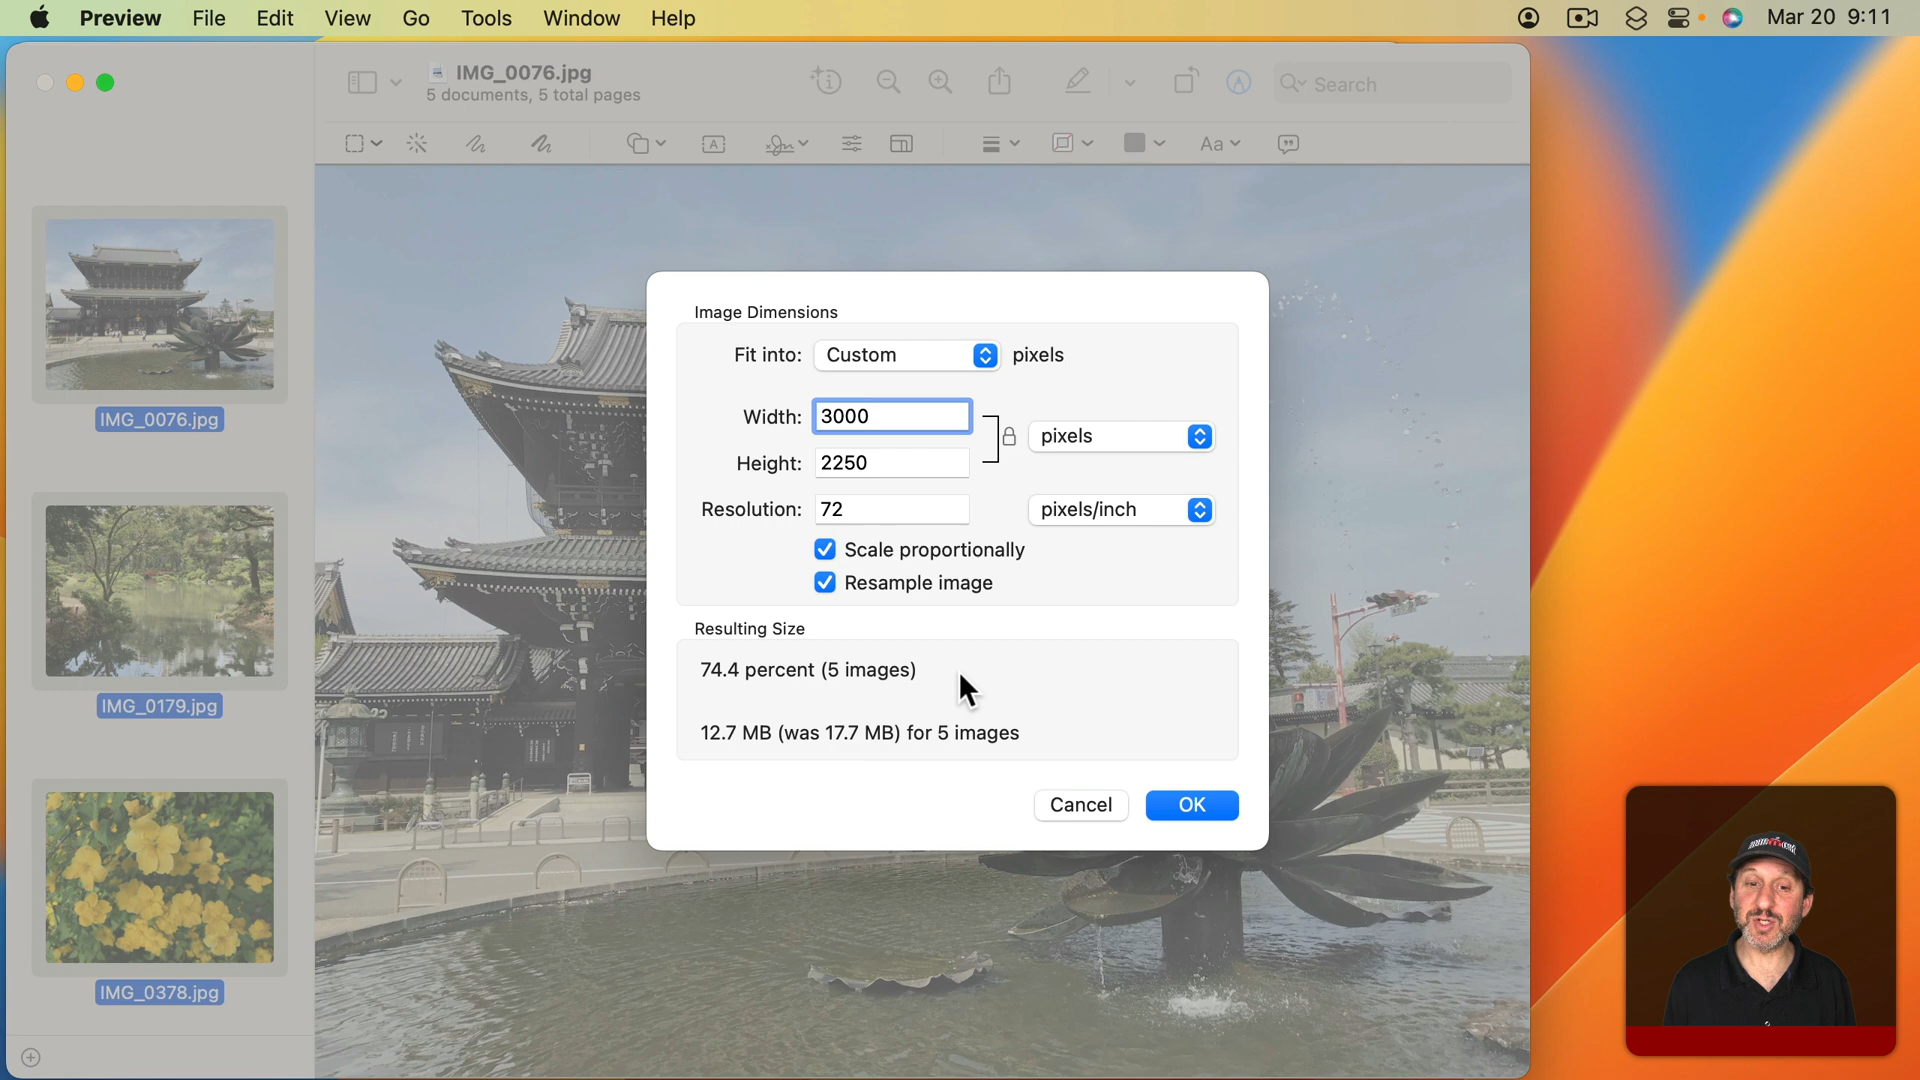 Preview File Edit View Go Tools Window Help Mar 20 9:11
IMG_0076.jpg
5 documents, 5 total pages
Search
A Aa
IMG_0076.jpg
IMG_0179.jpg
IMG_0378.jpg
Image Dimensions
Fit into: Custom pixels
Width: 3000
pixels
Height: 2250
Resolution: 72 pixels/inch
Scale proportionally
Resample image
Resulting Size
74.4 percent (5 images)
12.7 MB (was 17.7 MB) for 5 images
Cancel OK